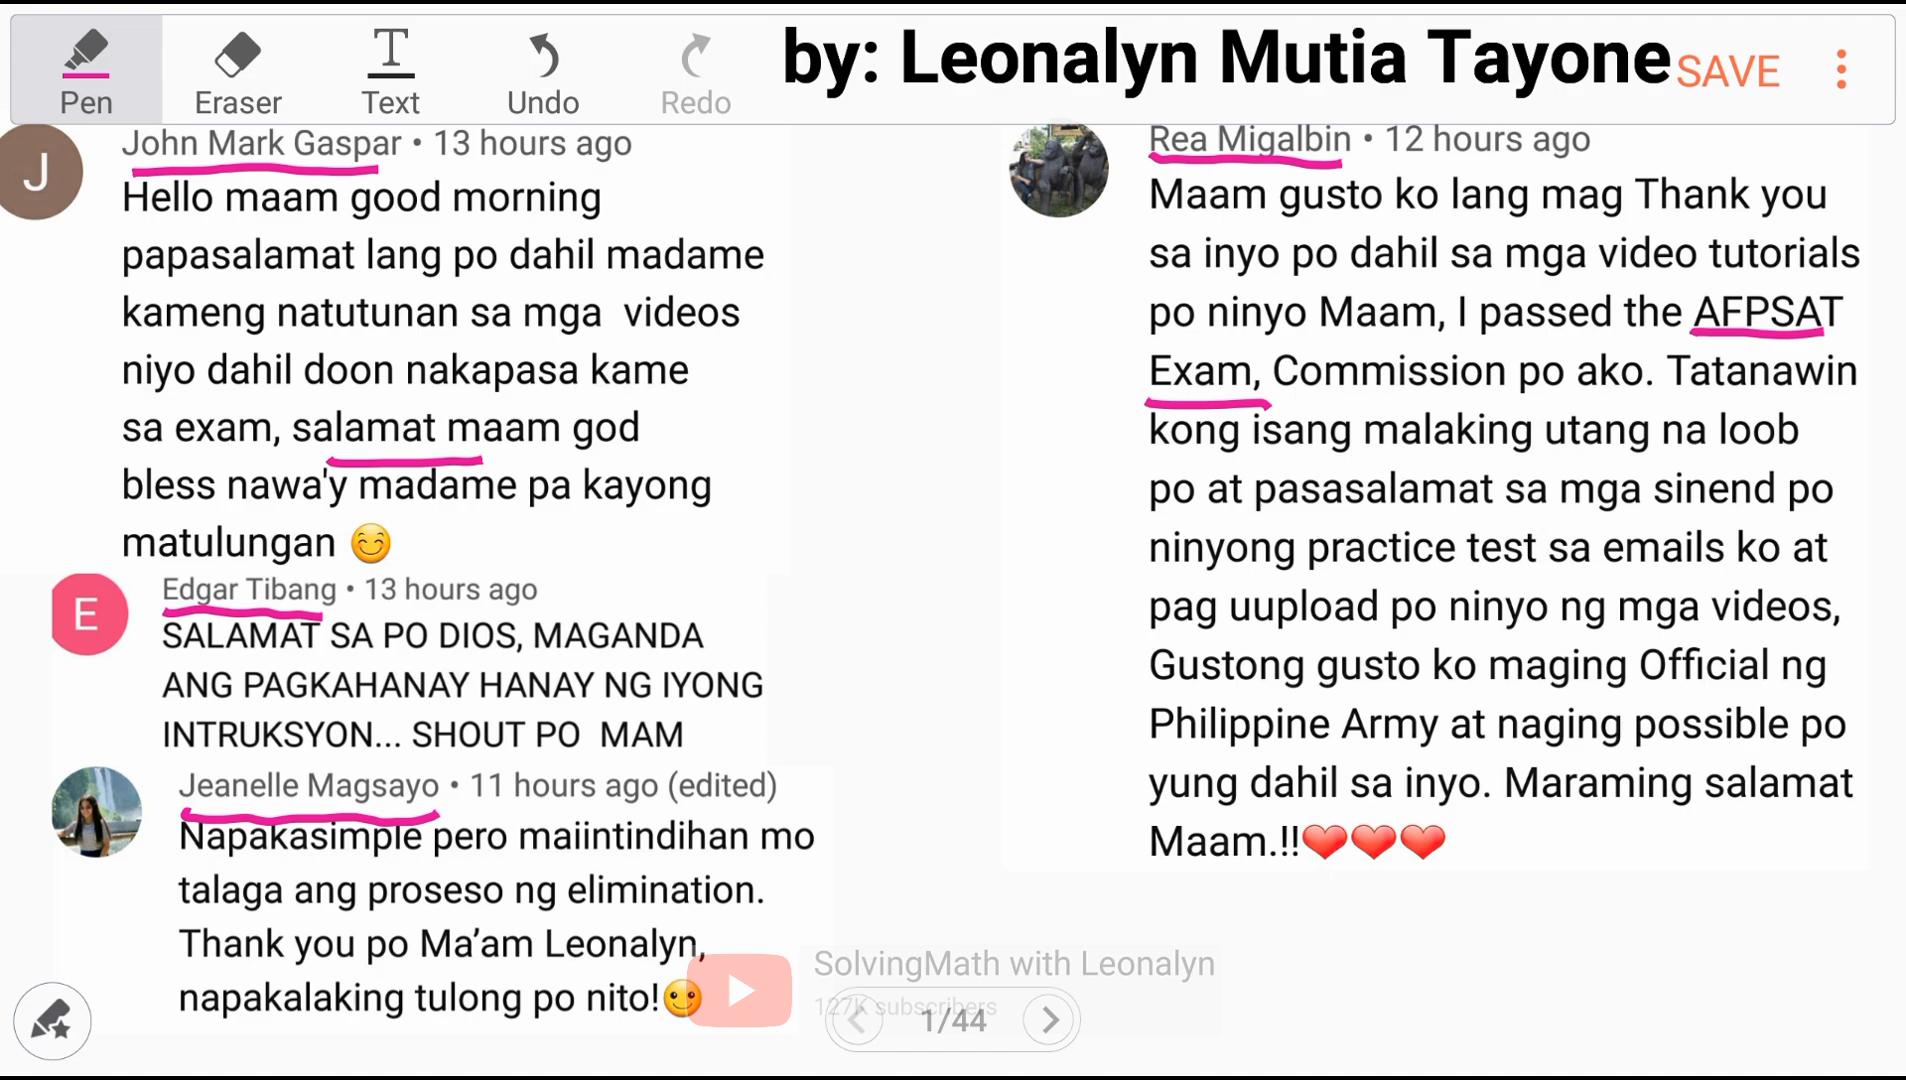 Pen
Eraser
Text
Undo
Redo
by: Leonalyn Mutia Tayone
SAVE
J
John Mark Gaspar • 13 hours ago
Hello maam good morning
papasalamat lang po dahil madame
kameng natutunan sa mga videos
niyo dahil doon nakapasa kame
sa exam, salamat maam god
bless nawa'y madame pa kayong
matulungan 😊
E
Edgar Tibang • 13 hours ago
SALAMAT SA PO DIOS, MAGANDA
ANG PAGKAHANAY HANAY NG IYONG
INTRUKSYON... SHOUT PO MAM
Jeanelle Magsayo • 11 hours ago (edited)
Napakasimple pero maiintindihan mo
talaga ang proseso ng elimination.
Thank you po Ma’am Leonalyn,
napakalaking tulong po nito!🙂
Rea Migalbin • 12 hours ago
Maam gusto ko lang mag Thank you
sa inyo po dahil sa mga video tutorials
po ninyo Maam, I passed the AFPSAT
Exam, Commission po ako. Tatanawin
kong isang malaking utang na loob
po at pasasalamat sa mga sinend po
ninyong practice test sa emails ko at
pag uupload po ninyo ng mga videos,
Gustong gusto ko maging Official ng
Philippine Army at naging possible po
yung dahil sa inyo. Maraming salamat
Maam.!!❤❤❤
SolvingMath with Leonalyn
127K subscribers
1/44